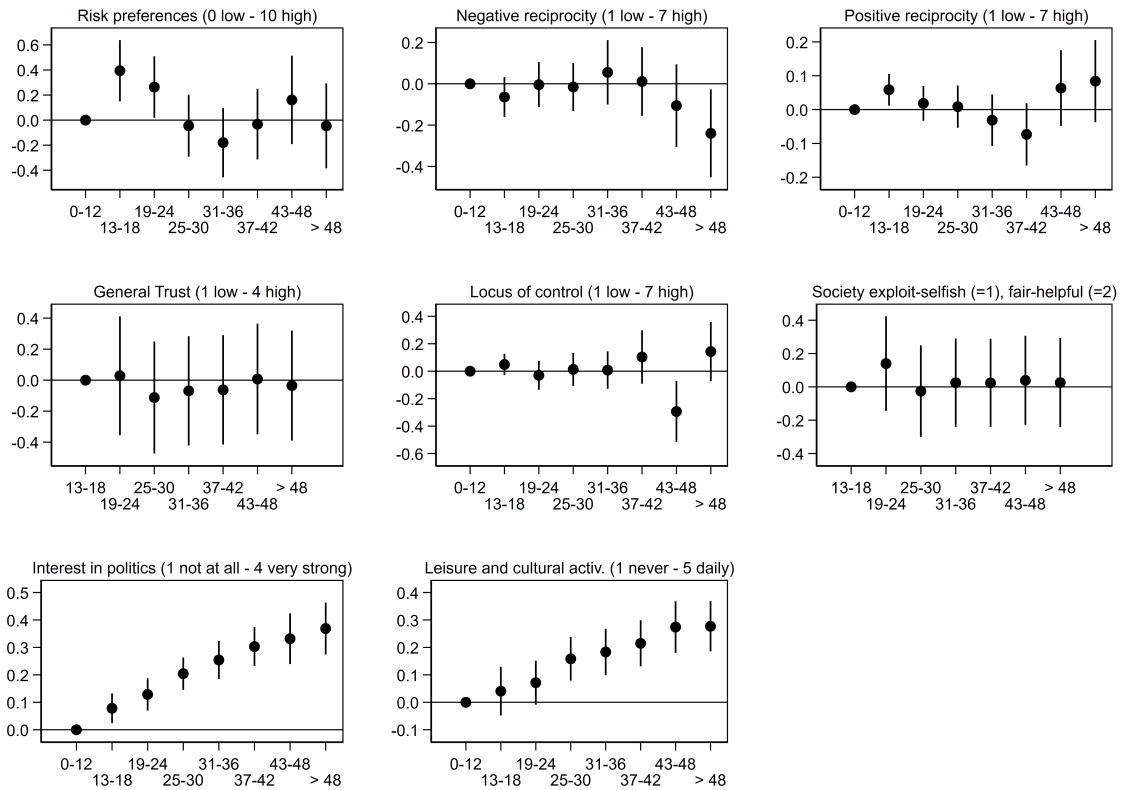 Risk preferences (0 low - 10 high)
0.6
0.4
0.2
0.0
-0.2
-0.4
0-12 19-24 31-36 43-48
13-18 25-30 37-42 > 48
Negative reciprocity (1 low - 7 high)
0.2
0.0
-0.2
-0.4
0-12 19-24 31-36 43-48
13-18 25-30 37-42 > 48
Positive reciprocity (1 low - 7 high)
0.2
0.1
0.0
-0.1
-0.2
0-12 19-24 31-36 43-48
13-18 25-30 37-42 > 48
General Trust (1 low - 4 high)
0.4
0.2
0.0
-0.2
-0.4
13-18 25-30 37-42 > 48
19-24 31-36 43-48
Locus of control (1 low - 7 high)
0.4
0.2
0.0
-0.2
-0.4
-0.6
0-12 19-24 31-36 43-48
13-18 25-30 37-42 > 48
Society exploit-selfish (=1), fair-helpful (=2)
0.4
0.2
0.0
-0.2
-0.4
13-18 25-30 37-42 > 48
19-24 31-36 43-48
Interest in politics (1 not at all - 4 very strong)
0.5
0.4
0.3
0.2
0.1
0.0
0-12 19-24 31-36 43-48
13-18 25-30 37-42 > 48
Leisure and cultural activ. (1 never - 5 daily)
0.4
0.3
0.2
0.1
0.0
-0.1
0-12 19-24 31-36 43-48
13-18 25-30 37-42 > 48